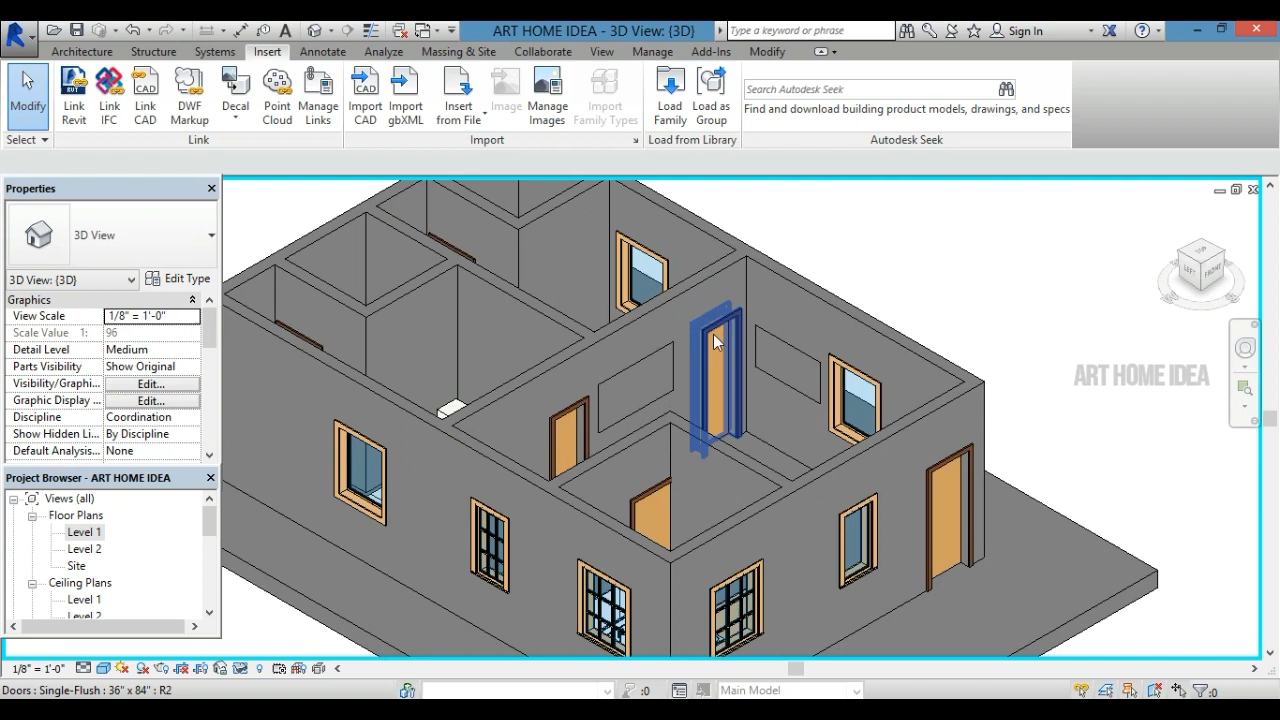 ART HOME IDEA - 3D View: {3D}
Type a keyword or phrase
Sign In
Architecture Structure Systems Insert Annotate Analyze Massing & Site Collaborate View Manage Add-Ins Modify
Modify
Link Revit
Link IFC
Link CAD
DWF Markup
Decal
Point Cloud
Manage Links
Import CAD
Import gbXML
Insert from File
Image
Manage Images
Import Family Types
Load Family
Load as Group
Search Autodesk Seek
Find and download building product models, drawings, and specs
Select
Link
Import
Load from Library
Autodesk Seek
Properties
3D View
3D View: {3D}
Edit Type
Graphics
View Scale 1/8" = 1'-0"
Scale Value 1: 96
Detail Level Medium
Parts Visibility Show Original
Visibility/Graphi... Edit...
Graphic Display ... Edit...
Discipline Coordination
Show Hidden Li... By Discipline
Default Analysis... None
Project Browser - ART HOME IDEA
Views (all)
Floor Plans
Level 1
Level 2
Site
Ceiling Plans
Level 1
Level 2
TOP
LEFT
FRONT
ART HOME IDEA
1/8" = 1'-0"
Doors : Single-Flush : 36" x 84" : R2
:0
Main Model
:0